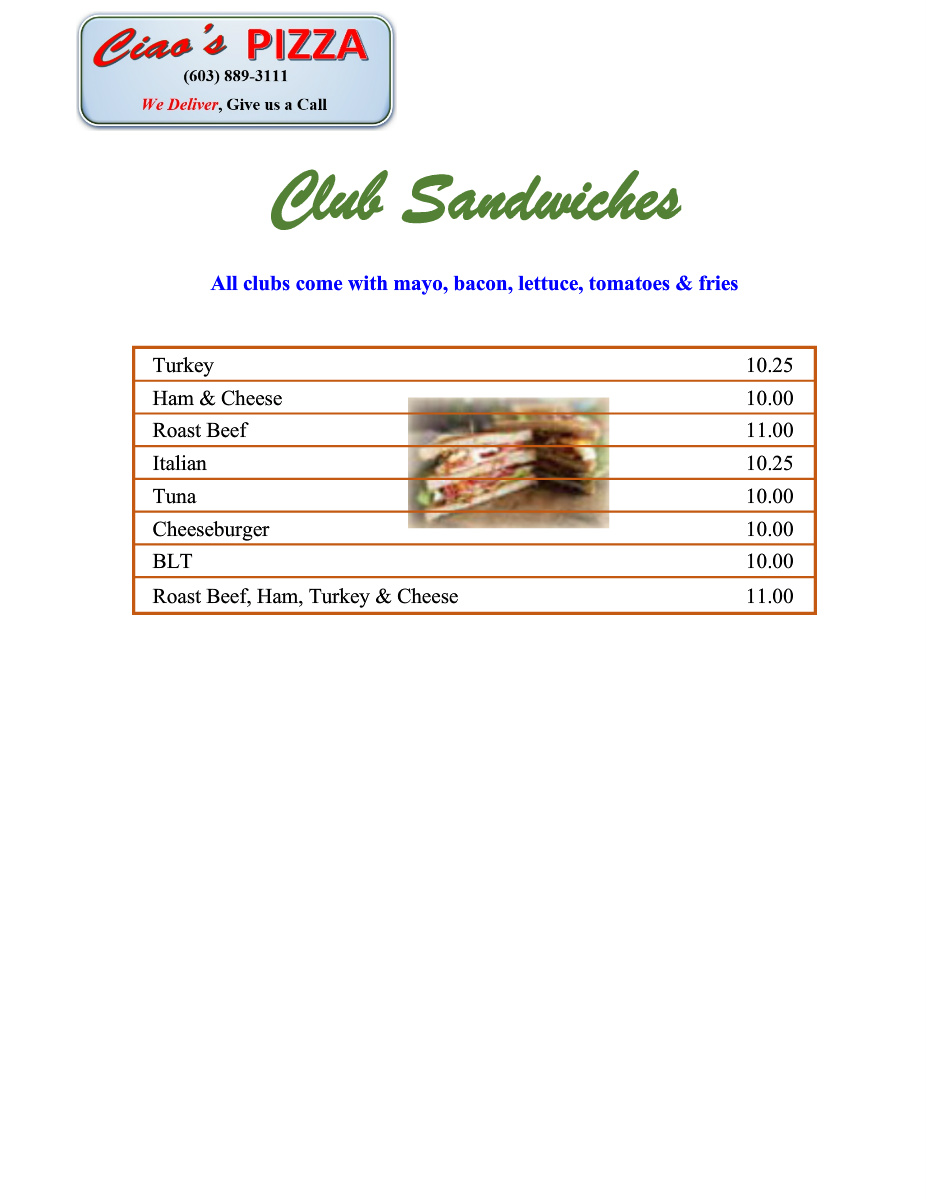 Ciao's PIZZA
(603) 889-3111
We Deliver, Give us a Call
Club Sandwiches
All clubs come with mayo, bacon, lettuce, tomatoes & fries
Turkey 10.25
Ham & Cheese 10.00
Roast Beef 11.00
Italian 10.25
Tuna 10.00
Cheeseburger 10.00
BLT 10.00
Roast Beef, Ham, Turkey & Cheese 11.00